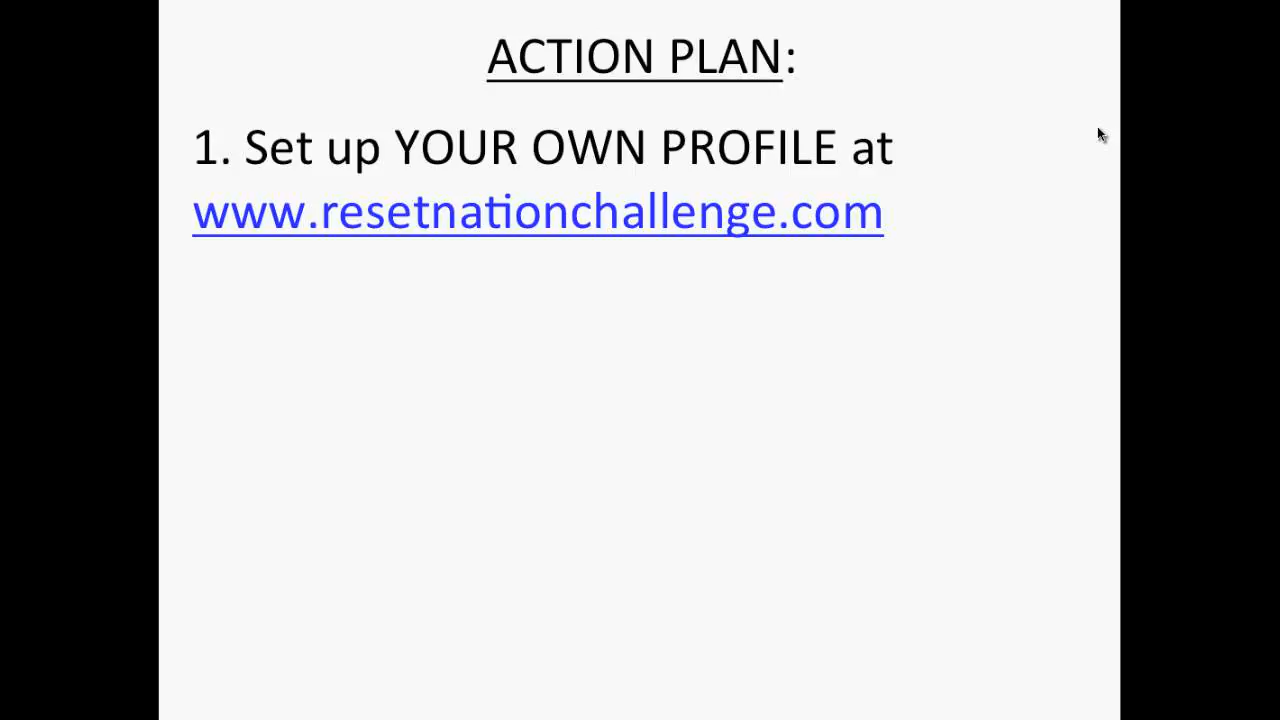 ACTION PLAN:
1. Set up YOUR OWN PROFILE at
www.resetnationchallenge.com